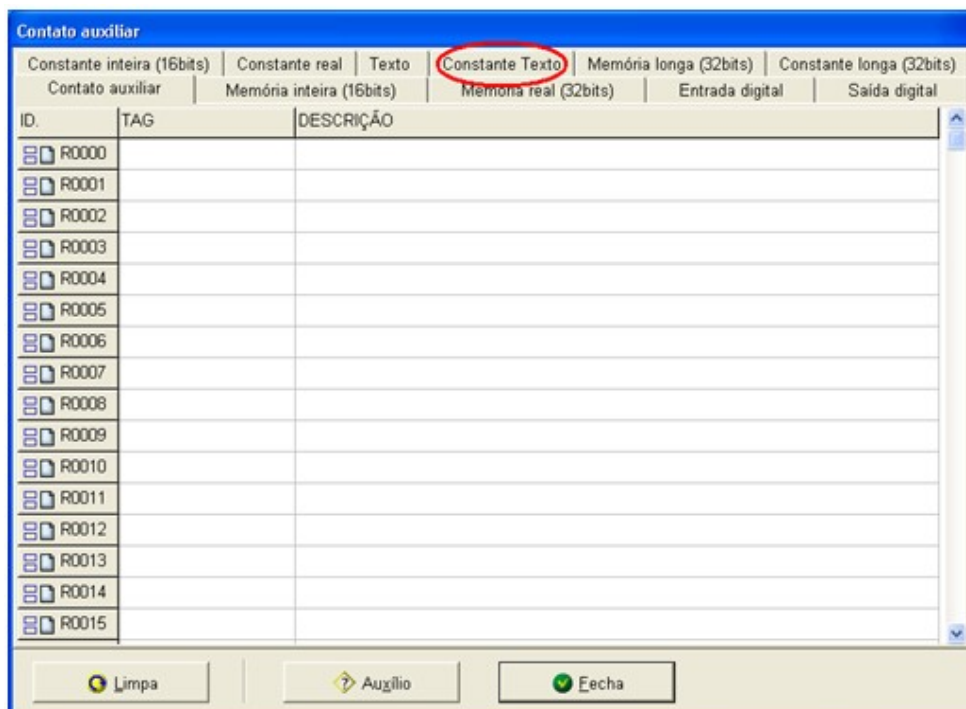 Contato auxiliar
Constante inteira (16bits) Constante real Texto Constante Texto Memória longa (32bits) Constante longa (32bits)
Contato auxiliar Memória inteira (16bits) Memória real (32bits) Entrada digital Saída digital
ID. TAG DESCRIÇÃO
R0000
R0001
R0002
R0003
R0004
R0005
R0006
R0007
R0008
R0009
R0010
R0011
R0012
R0013
R0014
R0015
Limpa Auxílio Fecha